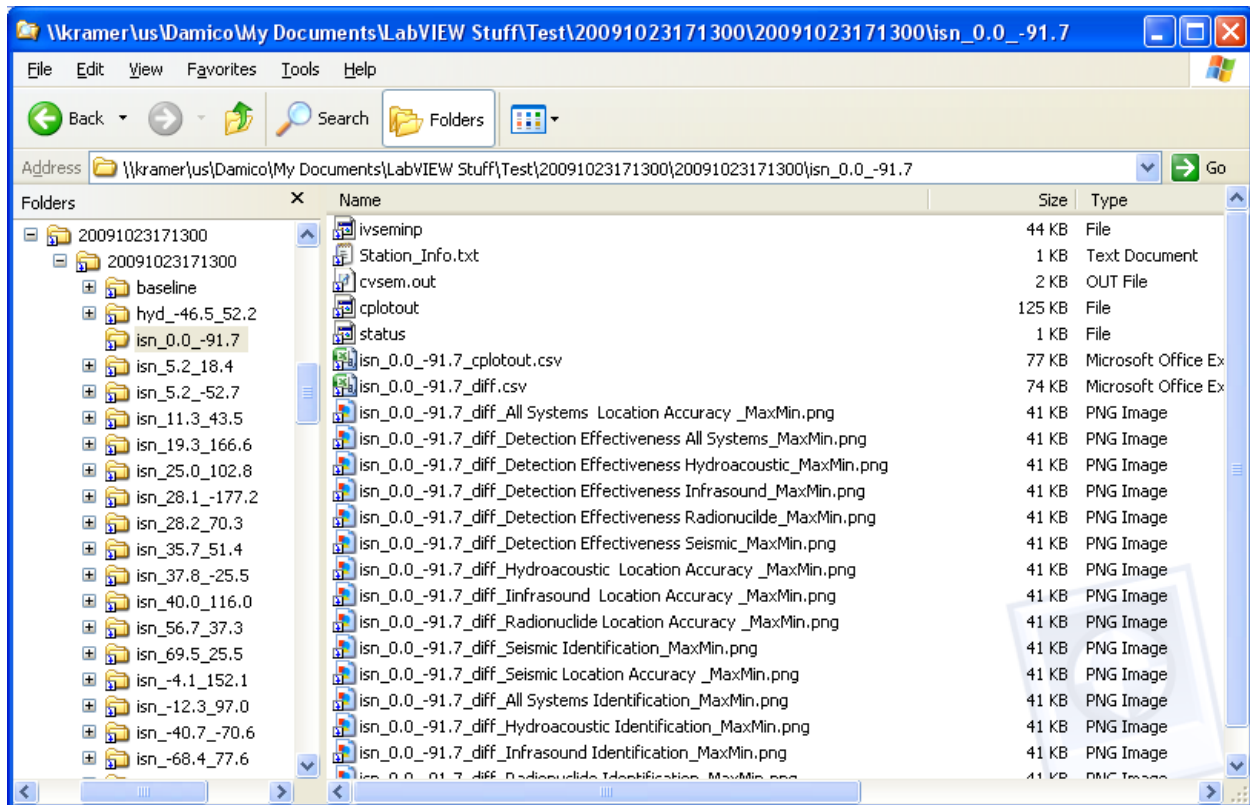 \\kramer\us\Damico\My Documents\LabVIEW Stuff\Test\20091023171300\20091023171300\isn_0.0_-91.7
File Edit View Favorites Tools Help
Back Search Folders
Address \\kramer\us\Damico\My Documents\LabVIEW Stuff\Test\20091023171300\20091023171300\isn_0.0_-91.7 Go
Folders X
20091023171300
20091023171300
baseline
hyd_-46.5_52.2
isn_0.0_-91.7
isn_5.2_18.4
isn_5.2_-52.7
isn_11.3_43.5
isn_19.3_166.6
isn_25.0_102.8
isn_28.1_-177.2
isn_28.2_70.3
isn_35.7_51.4
isn_37.8_-25.5
isn_40.0_116.0
isn_56.7_37.3
isn_69.5_25.5
isn_-4.1_152.1
isn_-12.3_97.0
isn_-40.7_-70.6
isn_-68.4_77.6
Name Size Type
ivseminp 44 KB File
Station_Info.txt 1 KB Text Document
cvsem.out 2 KB OUT File
cplotout 125 KB File
status 1 KB File
isn_0.0_-91.7_cplotout.csv 77 KB Microsoft Office Ex
isn_0.0_-91.7_diff.csv 74 KB Microsoft Office Ex
isn_0.0_-91.7_diff_All Systems  Location Accuracy _MaxMin.png 41 KB PNG Image
isn_0.0_-91.7_diff_Detection Effectiveness All Systems_MaxMin.png 41 KB PNG Image
isn_0.0_-91.7_diff_Detection Effectiveness Hydroacoustic_MaxMin.png 41 KB PNG Image
isn_0.0_-91.7_diff_Detection Effectiveness Infrasound_MaxMin.png 41 KB PNG Image
isn_0.0_-91.7_diff_Detection Effectiveness Radionucilde_MaxMin.png 41 KB PNG Image
isn_0.0_-91.7_diff_Detection Effectiveness Seismic_MaxMin.png 41 KB PNG Image
isn_0.0_-91.7_diff_Hydroacoustic  Location Accuracy _MaxMin.png 41 KB PNG Image
isn_0.0_-91.7_diff_Iinfrasound  Location Accuracy _MaxMin.png 41 KB PNG Image
isn_0.0_-91.7_diff_Radionuclide Location Accuracy _MaxMin.png 41 KB PNG Image
isn_0.0_-91.7_diff_Seismic Identification_MaxMin.png 41 KB PNG Image
isn_0.0_-91.7_diff_Seismic Location Accuracy _MaxMin.png 41 KB PNG Image
isn_0.0_-91.7_diff_All Systems Identification_MaxMin.png 41 KB PNG Image
isn_0.0_-91.7_diff_Hydroacoustic Identification_MaxMin.png 41 KB PNG Image
isn_0.0_-91.7_diff_Infrasound Identification_MaxMin.png 41 KB PNG Image
isn_0.0_-91.7_diff_Radionuclide Identification_MaxMin.png 41 KB PNG Image